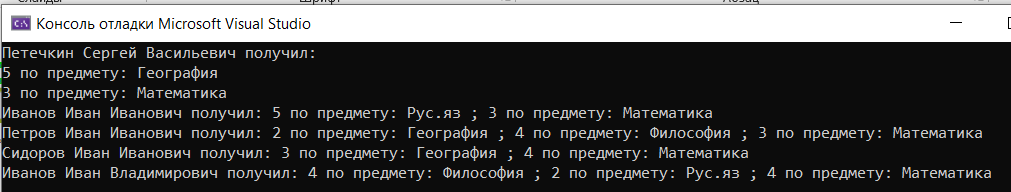 Слайды Шрифт Абзац
C:\ Консоль отладки Microsoft Visual Studio
Петечкин Сергей Васильевич получил:
5 по предмету: География
3 по предмету: Математика
Иванов Иван Иванович получил: 5 по предмету: Рус.яз ; 3 по предмету: Математика
Петров Иван Иванович получил: 2 по предмету: География ; 4 по предмету: Философия ; 3 по предмету: Математика
Сидоров Иван Иванович получил: 3 по предмету: География ; 4 по предмету: Математика
Иванов Иван Владимирович получил: 4 по предмету: Философия ; 2 по предмету: Рус.яз ; 4 по предмету: Математика